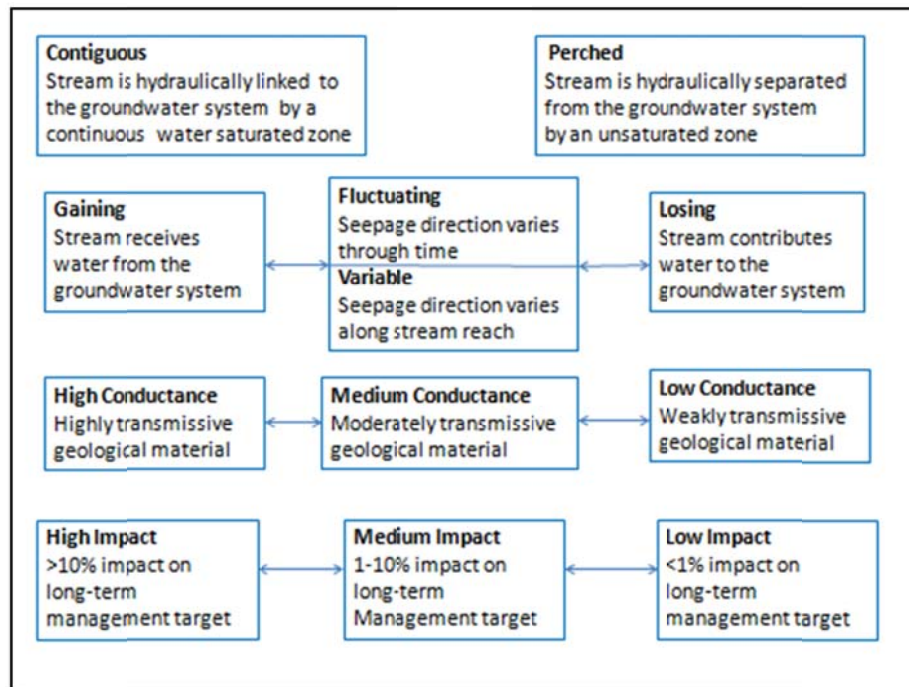 Contiguous
Stream is hydraulically linked to
the groundwater system by a
continuous water saturated zone
Perched
Stream is hydraulically separated
from the groundwater system
by an unsaturated zone
Gaining
Stream receives
water from the
groundwater system
Fluctuating
Seepage direction varies
through time
Variable
Seepage direction varies
along stream reach
Losing
Stream contributes
water to the
groundwater system
High Conductance
Highly transmissive
geological material
Medium Conductance
Moderately transmissive
geological material
Low Conductance
Weakly transmissive
geological material
High Impact
>10% impact on
long-term
management target
Medium Impact
1-10% impact on
long-term
Management target
Low Impact
<1% impact on
long-term
management target